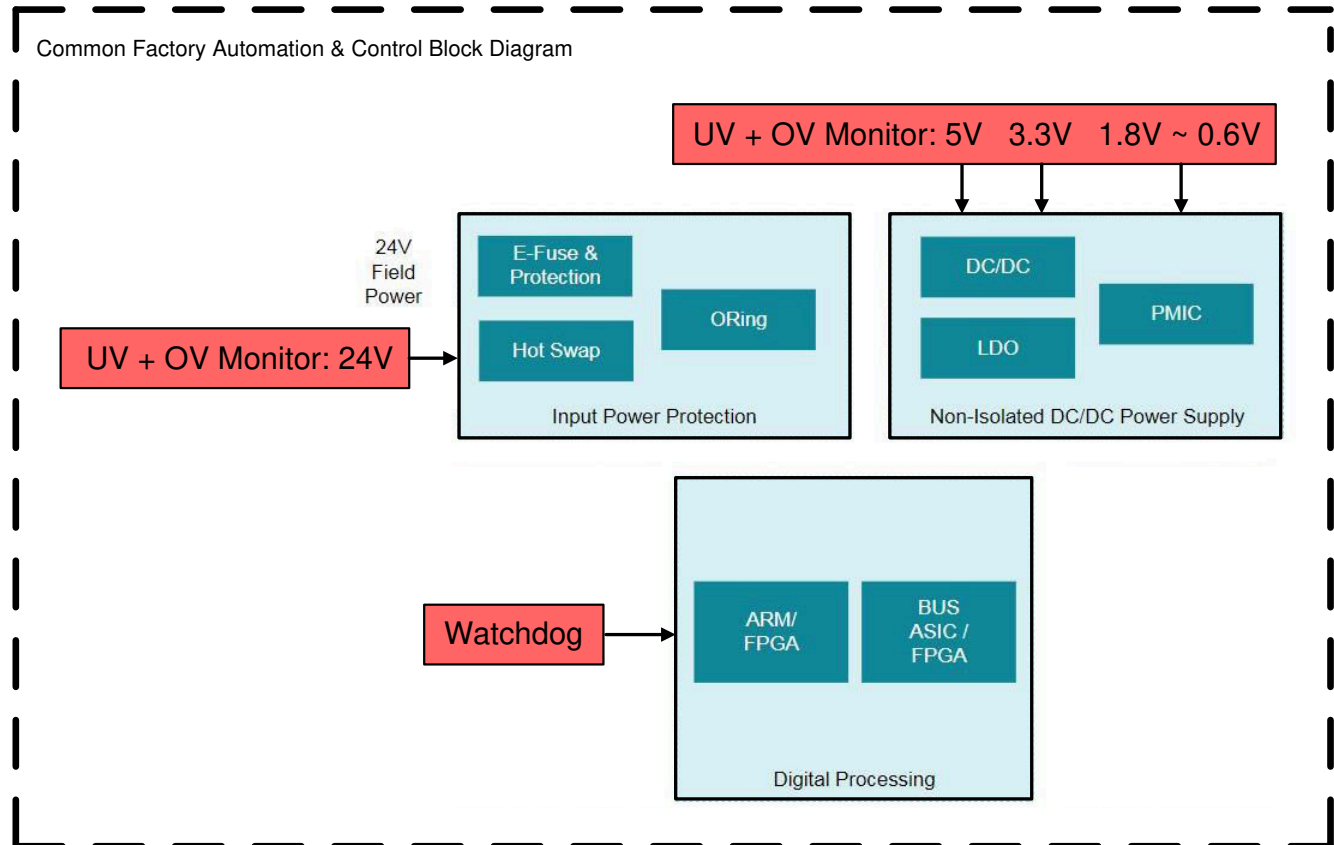 Common Factory Automation & Control Block Diagram
UV + OV Monitor: 5V 3.3V 1.8V ~ 0.6V
24V
Field
Power
UV + OV Monitor: 24V
E-Fuse &
Protection
Hot Swap
ORing
Input Power Protection
DC/DC
LDO
PMIC
Non-Isolated DC/DC Power Supply
Watchdog
ARM/
FPGA
BUS
ASIC /
FPGA
Digital Processing